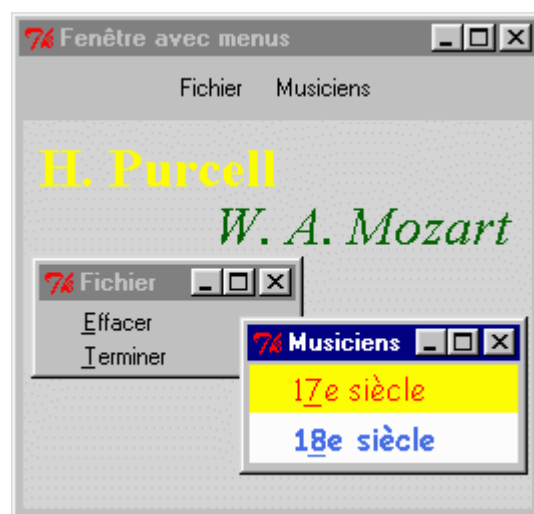 Fenêtre avec menus
Fichier Musiciens
H. Purcell
W. A. Mozart
Fichier
Effacer
Terminer
Musiciens
17e siècle
18e siècle